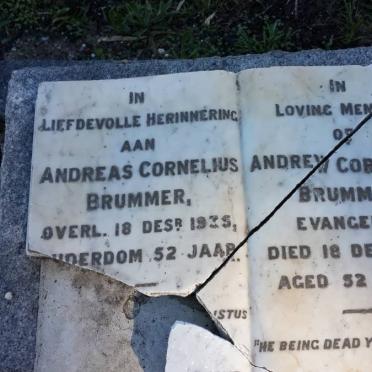 IN
LIEFDEVOLLE HERINNERING
AAN
ANDREAS CORNELIUS
BRUMMER,
OVERL. 18 DESR 1935,
OUDERDOM 52 JAAR.
ISTUS
IN
LOVING MEM
OF
ANDREW COR
BRUMM
EVANGE
DIED 18 DE
AGED 52
"HE BEING DEAD Y